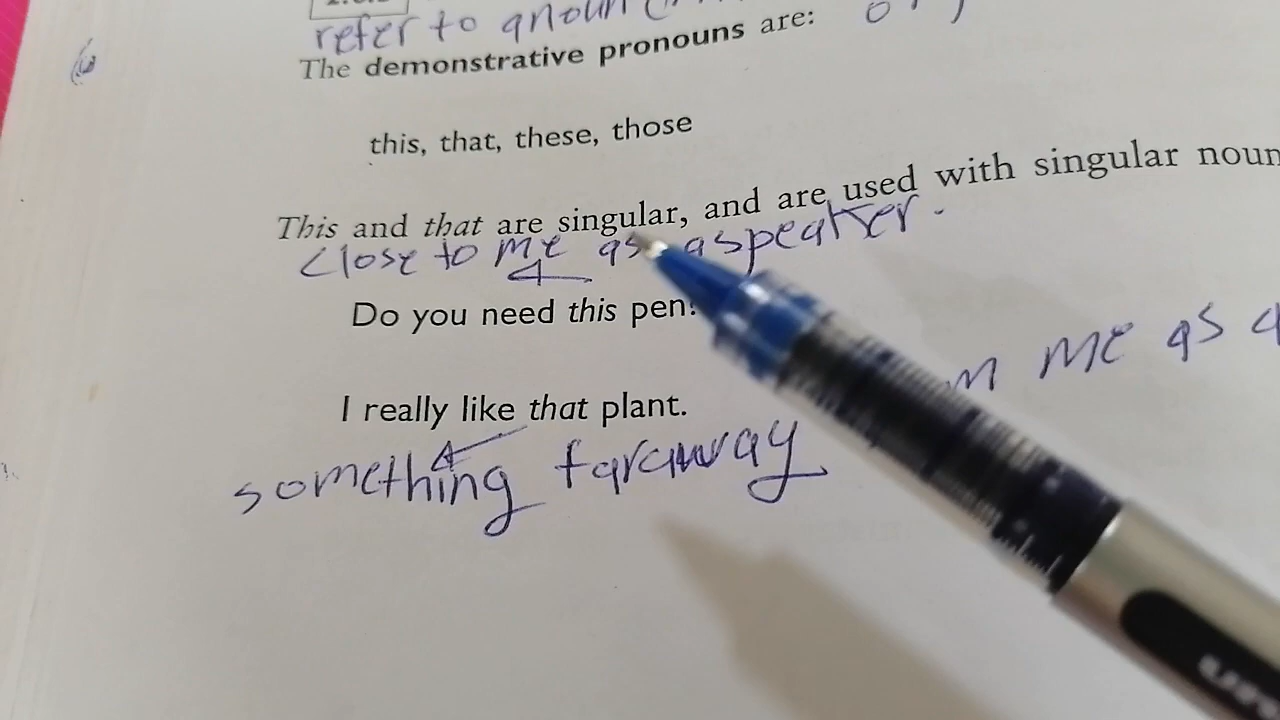 refer to a noun
The demonstrative pronouns are:
this, that, these, those
This and that are singular, and are used with singular noun
close to me as a speaker.
Do you need this pen?
me as a
I really like that plant.
something faraway